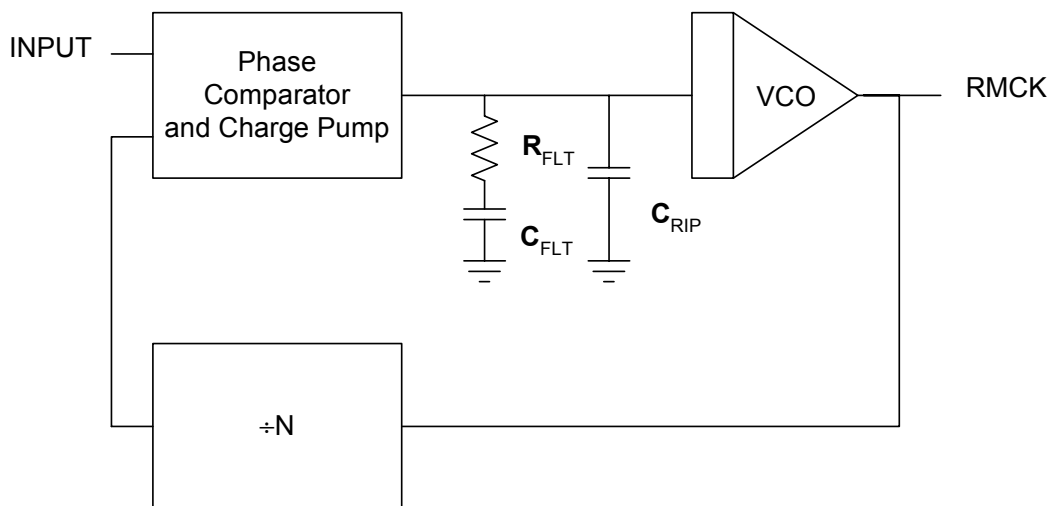 INPUT
Phase
Comparator
and Charge Pump
VCO
RMCK
RFLT
CFLT
CRIP
÷N